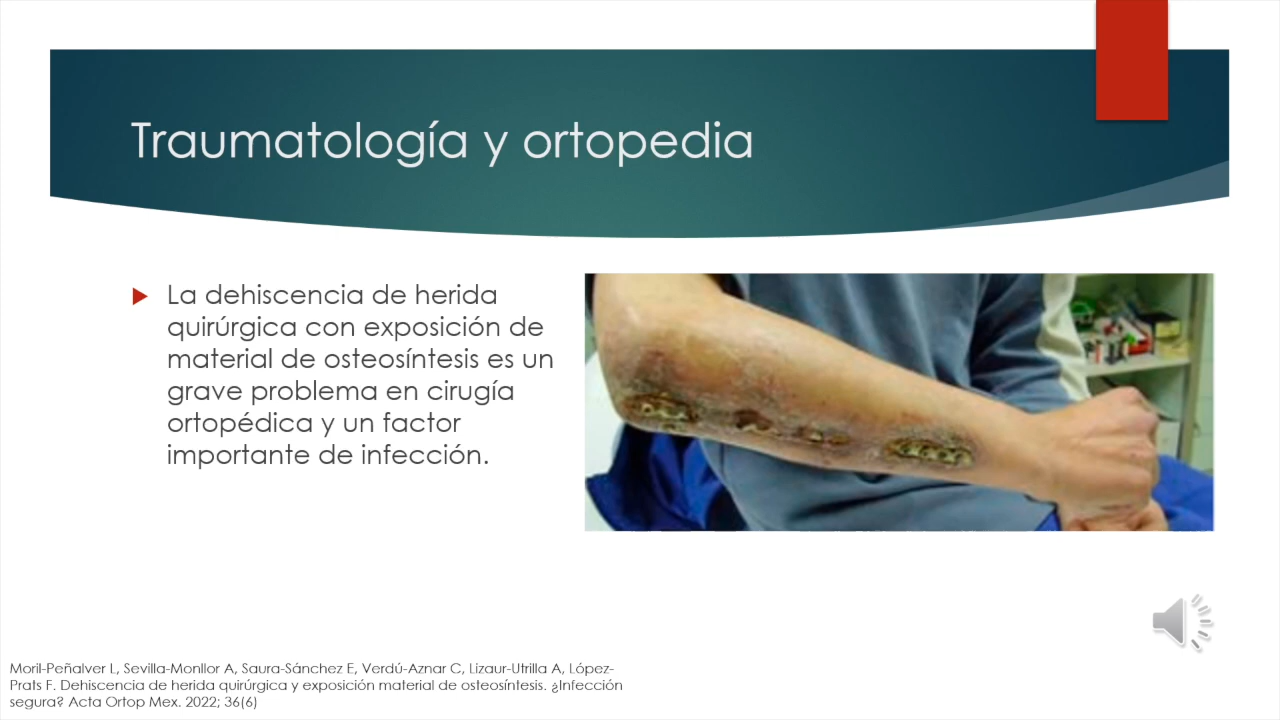 Traumatología y ortopedia
La dehiscencia de herida
quirúrgica con exposición de
material de osteosíntesis es un
grave problema en cirugía
ortopédica y un factor
importante de infección.
Moril-Peñalver L, Sevilla-Monllor A, Saura-Sánchez E, Verdú-Aznar C, Lizaur-Utrilla A, López-
Prats F. Dehiscencia de herida quirúrgica y exposición material de osteosíntesis. ¿Infección
segura? Acta Ortop Mex. 2022; 36(6)